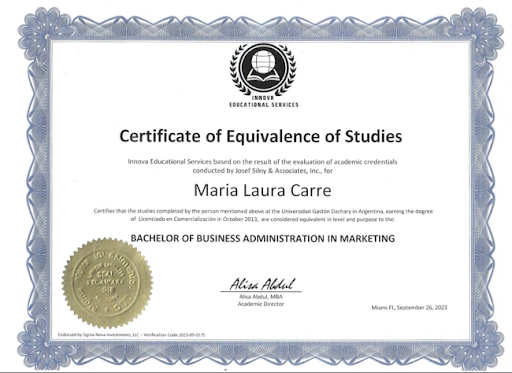 INNOVA
EDUCATIONAL SERVICES
Certificate of Equivalence of Studies
Innova Educational Services based on the result of the evaluation of academic credentials
conducted by Josef Silny & Associates, Inc., for
Maria Laura Carre
Certifies that the studies completed by the person mentioned above at the Universidad Gastón Dachary in Argentina, earning the degree
of Licenciado en Comercialización in October 2013, are considered equivalent in level and purpose to the:
BACHELOR OF BUSINESS ADMINISTRATION IN MARKETING
Alisa Abdul
Alisa Abdul, MBA
Academic Director
Miami FL, September 26, 2023
SEAL
DELAWARE
Endorsed by Sigma Nova Investments, LLC – Verification Code 2023-09-0175